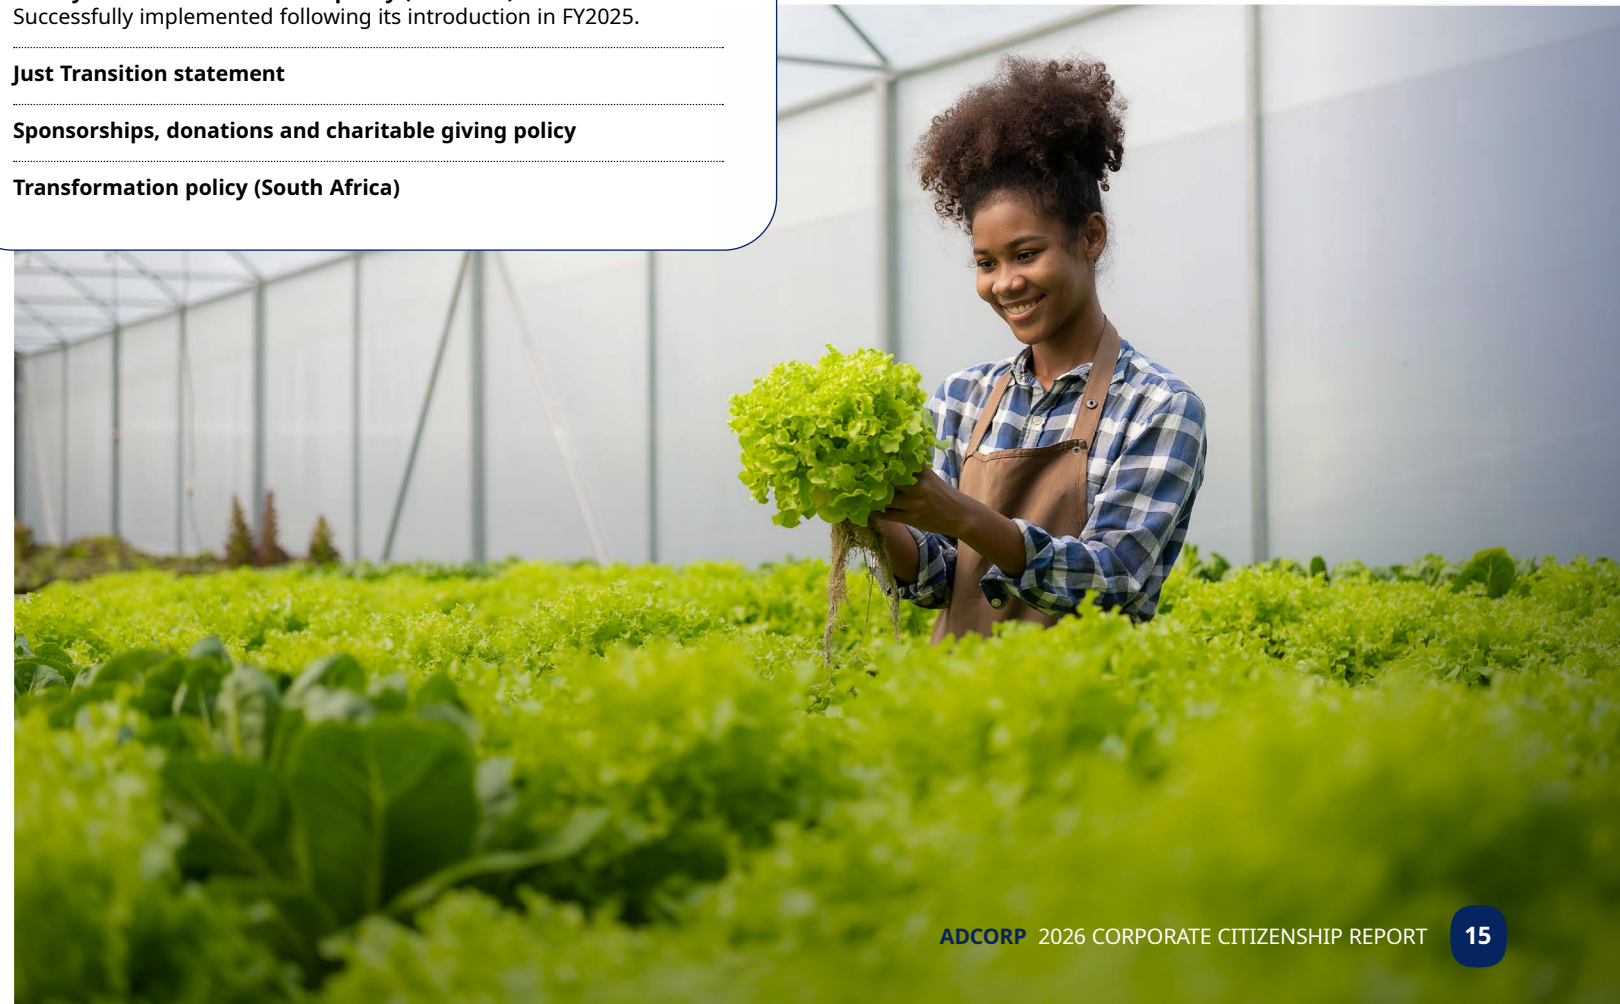 Successfully implemented following its introduction in FY2025.
Just Transition statement
Sponsorships, donations and charitable giving policy
Transformation policy (South Africa)
ADCORP 2026 CORPORATE CITIZENSHIP REPORT 15